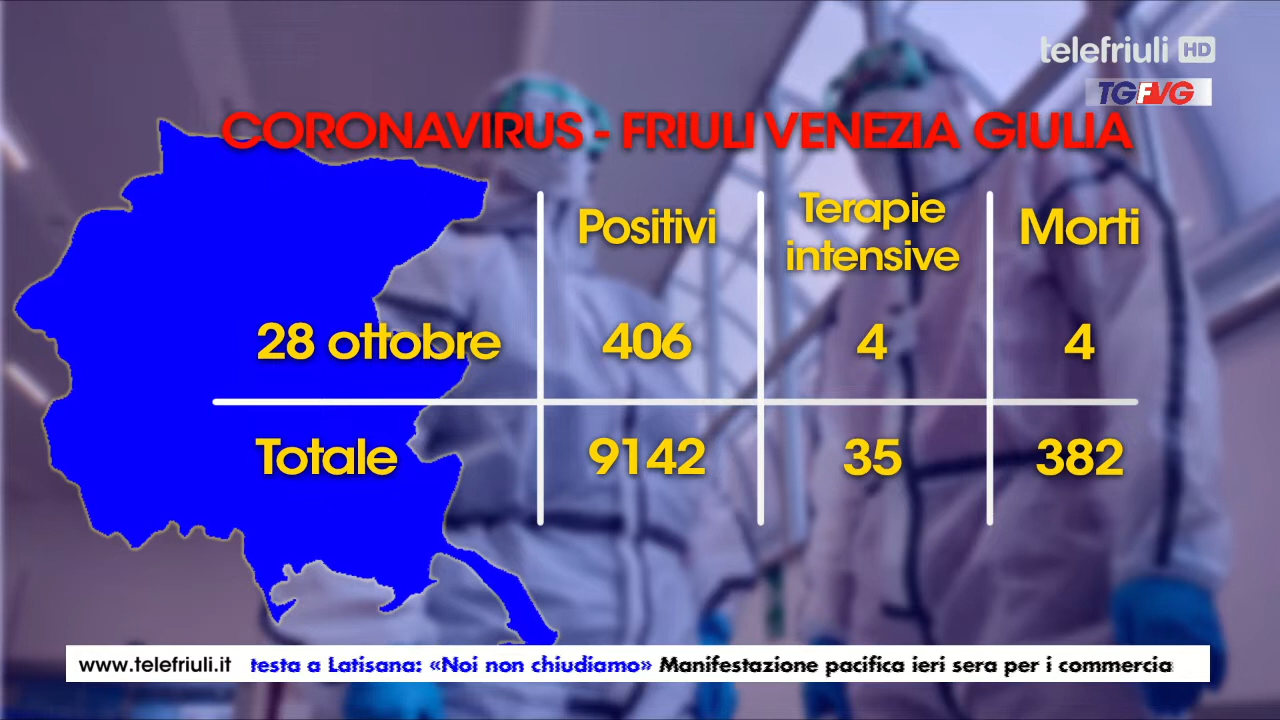 telefriuli HD
TGFVG
CORONAVIRUS - FRIULI VENEZIA GIULIA
Positivi
Terapie
intensive
Morti
28 ottobre 406 4 4
Totale 9142 35 382
www.telefriuli.it testa a Latisana: «Noi non chiudiamo» Manifestazione pacifica ieri sera per i commercia